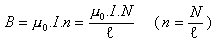 B = μ₀.I.n = μ₀.I.N / ℓ ( n = N / ℓ )